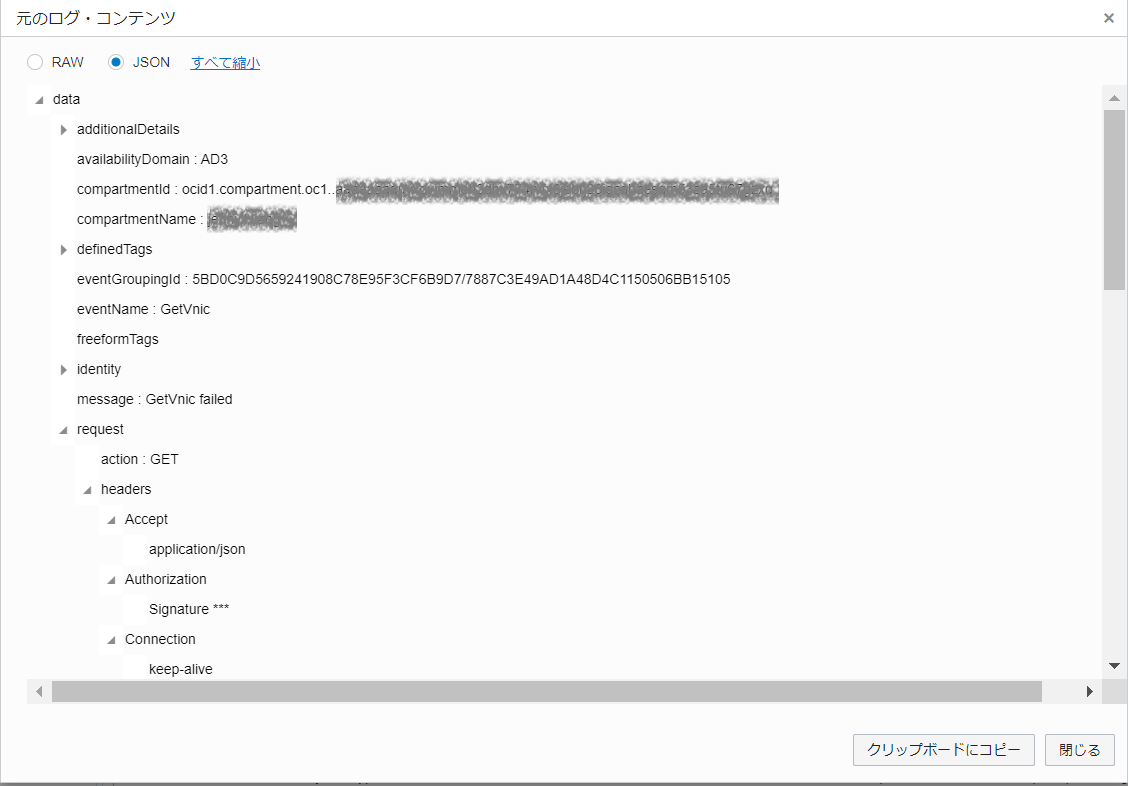 元のログ・コンテンツ
RAW JSON すべて縮小
data
additionalDetails
availabilityDomain : AD3
compartmentId : ocid1.compartment.oc1..
compartmentName :
definedTags
eventGroupingId : 5BD0C9D5659241908C78E95F3CF6B9D7/7887C3E49AD1A48D4C1150506BB15105
eventName : GetVnic
freeformTags
identity
message : GetVnic failed
request
action : GET
headers
Accept
application/json
Authorization
Signature ***
Connection
keep-alive
クリップボードにコピー 閉じる